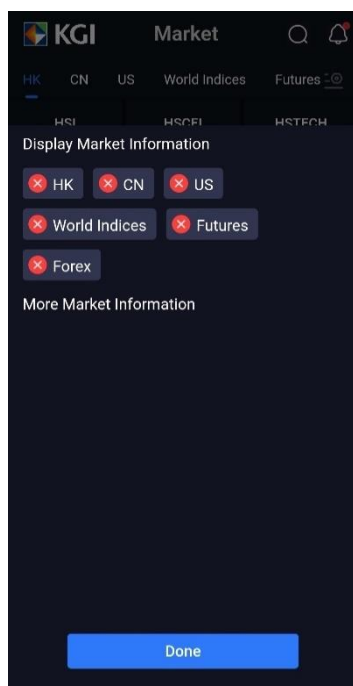 KGI Market
HK CN US World Indices Futures
HSI HSCEI HSTECH
Display Market Information
HK CN US
World Indices Futures
Forex
More Market Information
Done